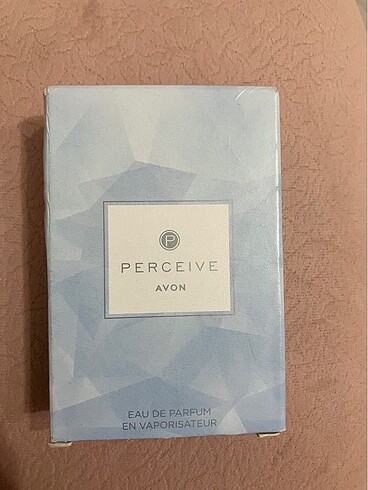 P
PERCEIVE
AVON
EAU DE PARFUM
EN VAPORISATEUR